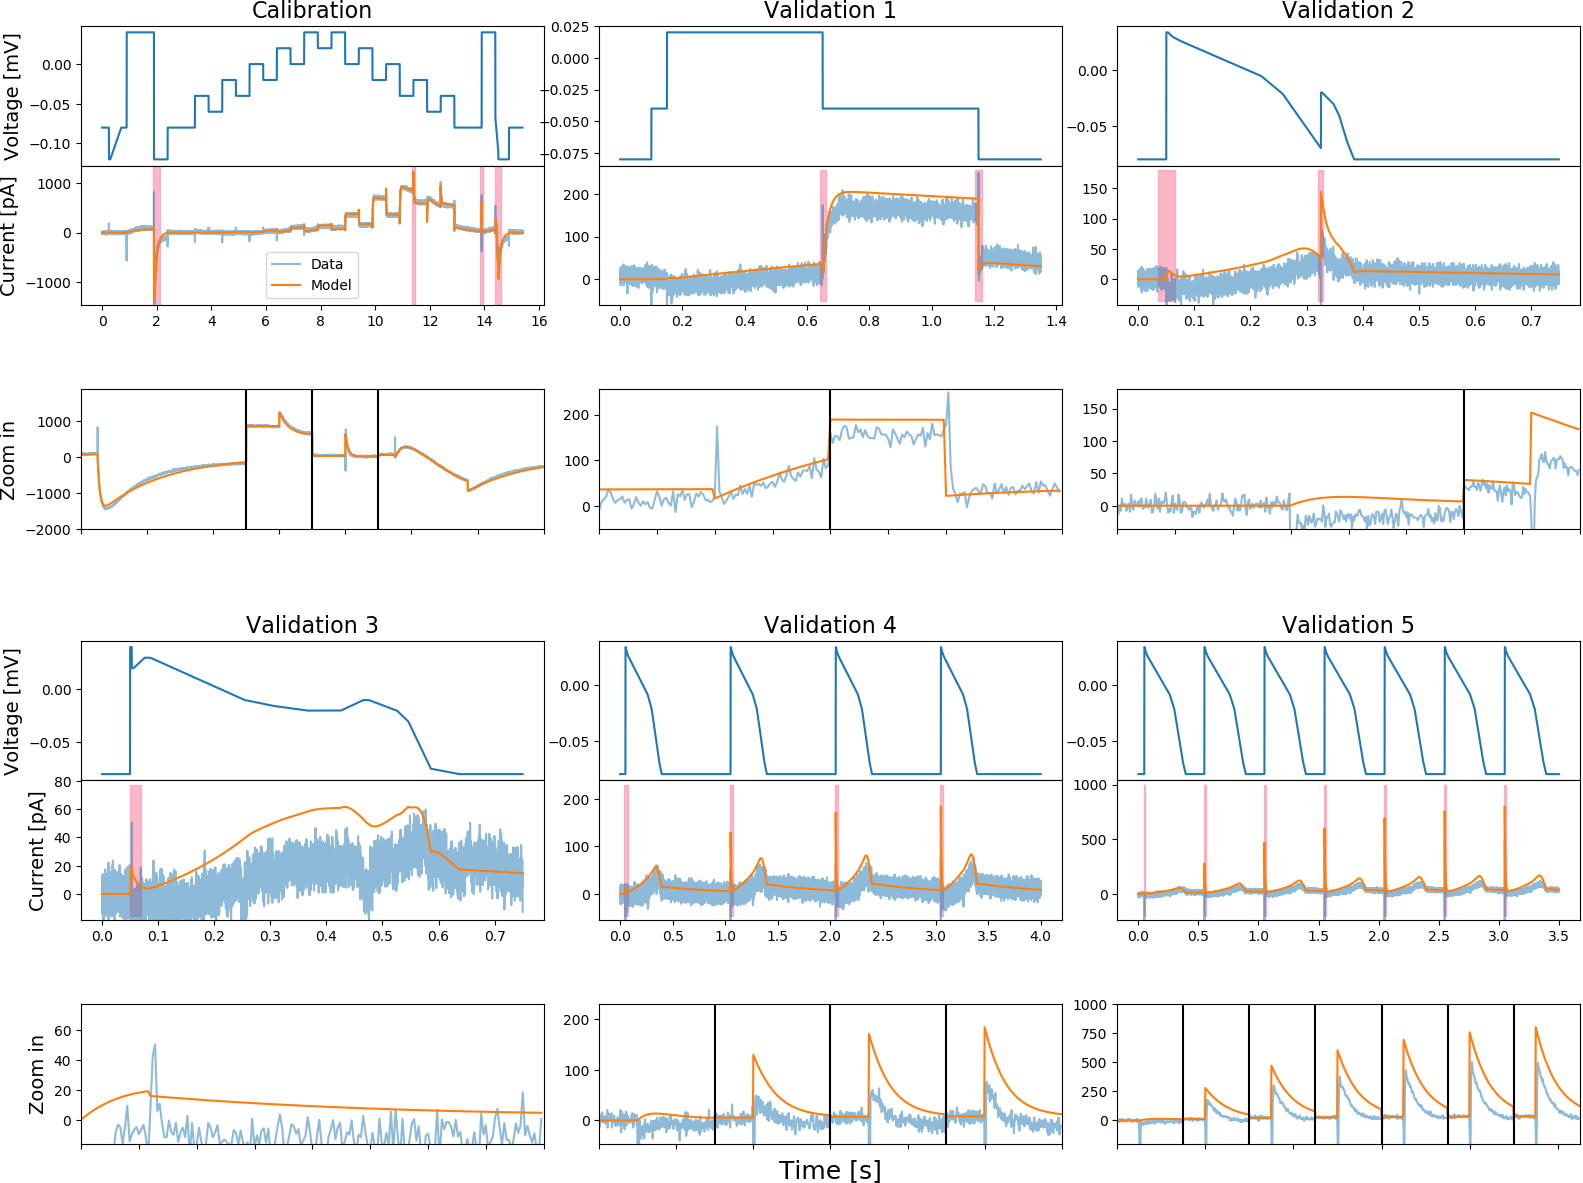 Calibration
Validation 1
Validation 2
Voltage [mV]
0.00
−0.05
−0.10
0.025
0.000
−0.025
−0.050
−0.075
0.00
−0.05
Current [pA]
1000
0
−1000
Data
Model
200
100
0
150
100
50
0
0 2 4 6 8 10 12 14 16
0.0 0.2 0.4 0.6 0.8 1.0 1.2 1.4
0.0 0.1 0.2 0.3 0.4 0.5 0.6 0.7
Zoom in
1000
0
−1000
−2000
200
100
0
150
100
50
0
Validation 3
Validation 4
Validation 5
Voltage [mV]
0.00
−0.05
0.00
−0.05
0.00
−0.05
Current [pA]
80
60
40
20
0
200
100
0
1000
500
0
0.0 0.1 0.2 0.3 0.4 0.5 0.6 0.7
0.0 0.5 1.0 1.5 2.0 2.5 3.0 3.5 4.0
0.0 0.5 1.0 1.5 2.0 2.5 3.0 3.5
Zoom in
60
40
20
0
200
100
0
1000
750
500
250
0
Time [s]